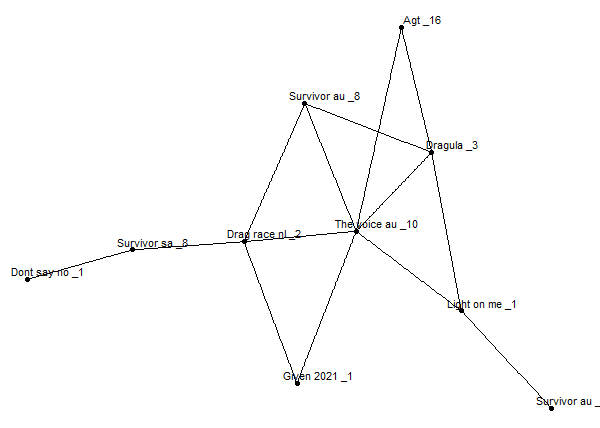 Agt _16
Survivor au _8
Dragula _3
The voice au _10
Drag race nl _2
Survivor sa _8
Dont say no _1
Light on me _1
Given 2021 _1
Survivor au _